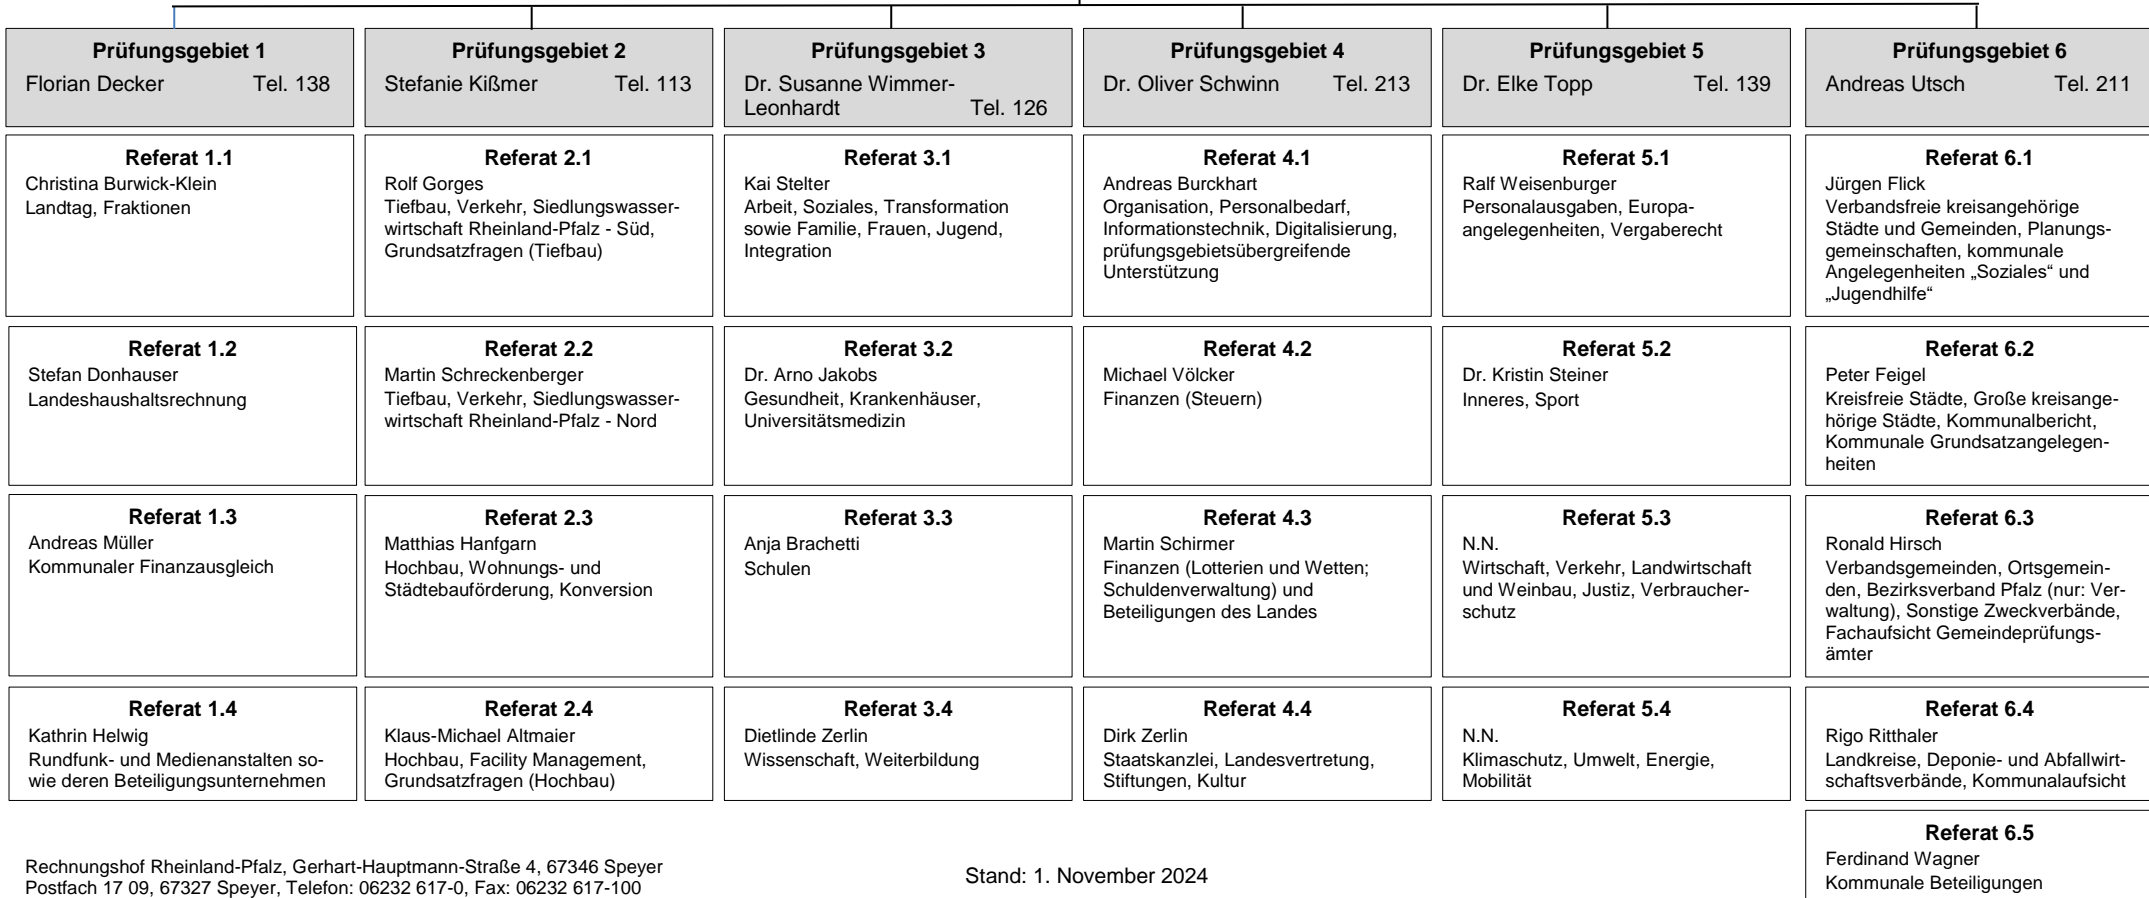 Prüfungsgebiet 1
Florian Decker Tel. 138
Prüfungsgebiet 2
Stefanie Kißmer Tel. 113
Prüfungsgebiet 3
Dr. Susanne Wimmer-
Leonhardt Tel. 126
Prüfungsgebiet 4
Dr. Oliver Schwinn Tel. 213
Prüfungsgebiet 5
Dr. Elke Topp Tel. 139
Prüfungsgebiet 6
Andreas Utsch Tel. 211
Referat 1.1
Christina Burwick-Klein
Landtag, Fraktionen
Referat 2.1
Rolf Gorges
Tiefbau, Verkehr, Siedlungswasser-
wirtschaft Rheinland-Pfalz - Süd,
Grundsatzfragen (Tiefbau)
Referat 3.1
Kai Stelter
Arbeit, Soziales, Transformation
sowie Familie, Frauen, Jugend,
Integration
Referat 4.1
Andreas Burckhart
Organisation, Personalbedarf,
Informationstechnik, Digitalisierung,
prüfungsgebietsübergreifende
Unterstützung
Referat 5.1
Ralf Weisenburger
Personalausgaben, Europa-
angelegenheiten, Vergaberecht
Referat 6.1
Jürgen Flick
Verbandsfreie kreisangehörige
Städte und Gemeinden, Planungs-
gemeinschaften, kommunale
Angelegenheiten „Soziales“ und
„Jugendhilfe“
Referat 1.2
Stefan Donhauser
Landeshaushaltsrechnung
Referat 2.2
Martin Schreckenberger
Tiefbau, Verkehr, Siedlungswasser-
wirtschaft Rheinland-Pfalz - Nord
Referat 3.2
Dr. Arno Jakobs
Gesundheit, Krankenhäuser,
Universitätsmedizin
Referat 4.2
Michael Völcker
Finanzen (Steuern)
Referat 5.2
Dr. Kristin Steiner
Inneres, Sport
Referat 6.2
Peter Feigel
Kreisfreie Städte, Große kreisange-
hörige Städte, Kommunalbericht,
Kommunale Grundsatzangelegen-
heiten
Referat 1.3
Andreas Müller
Kommunaler Finanzausgleich
Referat 2.3
Matthias Hanfgarn
Hochbau, Wohnungs- und
Städtebauförderung, Konversion
Referat 3.3
Anja Brachetti
Schulen
Referat 4.3
Martin Schirmer
Finanzen (Lotterien und Wetten;
Schuldenverwaltung) und
Beteiligungen des Landes
Referat 5.3
N.N.
Wirtschaft, Verkehr, Landwirtschaft
und Weinbau, Justiz, Verbraucher-
schutz
Referat 6.3
Ronald Hirsch
Verbandsgemeinden, Ortsgemein-
den, Bezirksverband Pfalz (nur: Ver-
waltung), Sonstige Zweckverbände,
Fachaufsicht Gemeindeprüfungs-
ämter
Referat 1.4
Kathrin Helwig
Rundfunk- und Medienanstalten so-
wie deren Beteiligungsunternehmen
Referat 2.4
Klaus-Michael Altmaier
Hochbau, Facility Management,
Grundsatzfragen (Hochbau)
Referat 3.4
Dietlinde Zerlin
Wissenschaft, Weiterbildung
Referat 4.4
Dirk Zerlin
Staatskanzlei, Landesvertretung,
Stiftungen, Kultur
Referat 5.4
N.N.
Klimaschutz, Umwelt, Energie,
Mobilität
Referat 6.4
Rigo Ritthaler
Landkreise, Deponie- und Abfallwirt-
schaftsverbände, Kommunalaufsicht
Referat 6.5
Ferdinand Wagner
Kommunale Beteiligungen
Rechnungshof Rheinland-Pfalz, Gerhart-Hauptmann-Straße 4, 67346 Speyer
Postfach 17 09, 67327 Speyer, Telefon: 06232 617-0, Fax: 06232 617-100
Stand: 1. November 2024